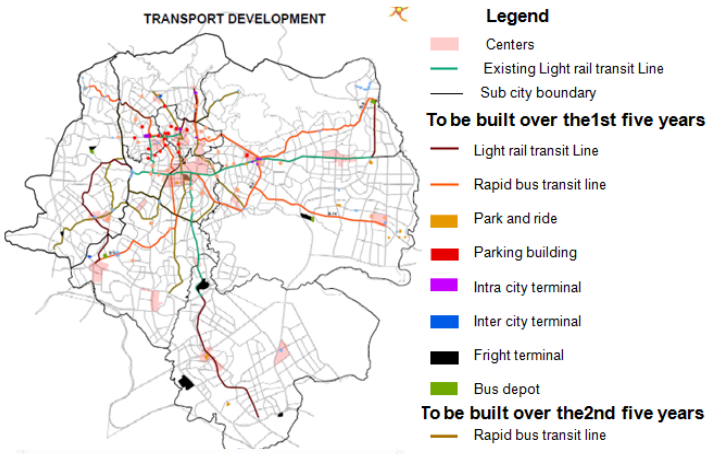 TRANSPORT DEVELOPMENT
Legend
Centers
Existing Light rail transit Line
Sub city boundary
To be built over the1st five years
Light rail transit Line
Rapid bus transit line
Park and ride
Parking building
Intra city terminal
Inter city terminal
Fright terminal
Bus depot
To be built over the2nd five years
Rapid bus transit line